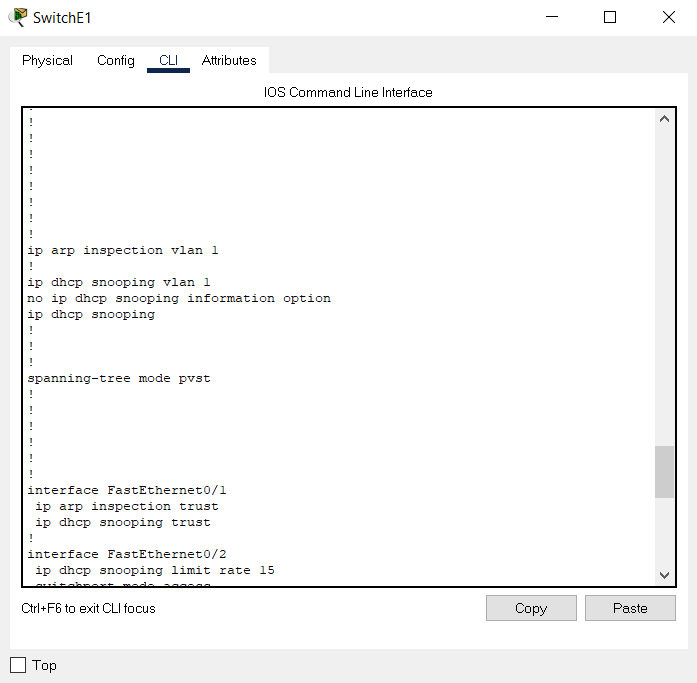 SwitchE1
Physical Config CLI Attributes
IOS Command Line Interface
!
!
!
!
!
!
!
!
ip arp inspection vlan 1
!
ip dhcp snooping vlan 1
no ip dhcp snooping information option
ip dhcp snooping
!
!
!
spanning-tree mode pvst
!
!
!
!
!
!
interface FastEthernet0/1
 ip arp inspection trust
 ip dhcp snooping trust
!
interface FastEthernet0/2
 ip dhcp snooping limit rate 15
 switchport mode access
Ctrl+F6 to exit CLI focus
Copy
Paste
Top